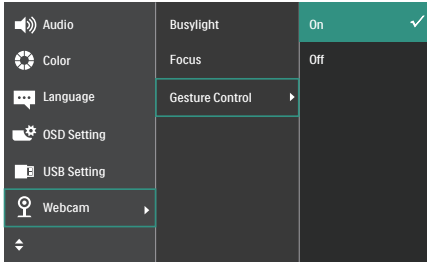 Audio
Color
Language
OSD Setting
USB Setting
Webcam
Busylight
Focus
Gesture Control
On
Off